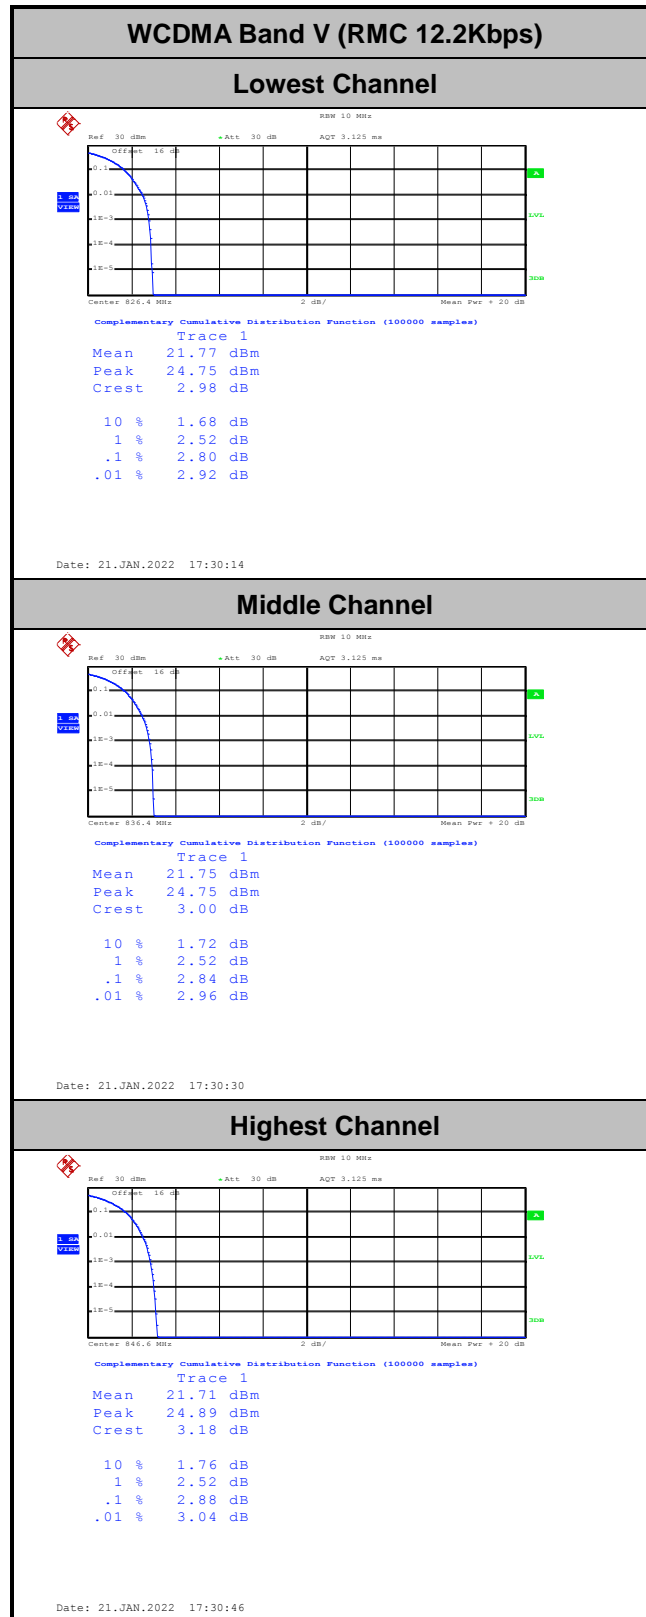 WCDMA Band V (RMC 12.2Kbps)
Lowest Channel
RBW 10 MHz
Ref 30 dBm *Att 30 dB AQT 3.125 ms
Offset 16 dB
0.1
A
0.01
1 SA
VIEW
1E-3
LVL
1E-4
1E-5
3DB
Center 826.4 MHz 2 dB/ Mean Pwr + 20 dB
Complementary Cumulative Distribution Function (100000 samples)
Trace 1
Mean 21.77 dBm
Peak 24.75 dBm
Crest 2.98 dB
10 % 1.68 dB
1 % 2.52 dB
.1 % 2.80 dB
.01 % 2.92 dB
Date: 21.JAN.2022 17:30:14
Middle Channel
RBW 10 MHz
Ref 30 dBm *Att 30 dB AQT 3.125 ms
Offset 16 dB
0.1
A
0.01
1 SA
VIEW
1E-3
LVL
1E-4
1E-5
3DB
Center 836.4 MHz 2 dB/ Mean Pwr + 20 dB
Complementary Cumulative Distribution Function (100000 samples)
Trace 1
Mean 21.75 dBm
Peak 24.75 dBm
Crest 3.00 dB
10 % 1.72 dB
1 % 2.52 dB
.1 % 2.84 dB
.01 % 2.96 dB
Date: 21.JAN.2022 17:30:30
Highest Channel
RBW 10 MHz
Ref 30 dBm *Att 30 dB AQT 3.125 ms
Offset 16 dB
0.1
A
0.01
1 SA
VIEW
1E-3
LVL
1E-4
1E-5
3DB
Center 846.6 MHz 2 dB/ Mean Pwr + 20 dB
Complementary Cumulative Distribution Function (100000 samples)
Trace 1
Mean 21.71 dBm
Peak 24.89 dBm
Crest 3.18 dB
10 % 1.76 dB
1 % 2.52 dB
.1 % 2.88 dB
.01 % 3.04 dB
Date: 21.JAN.2022 17:30:46